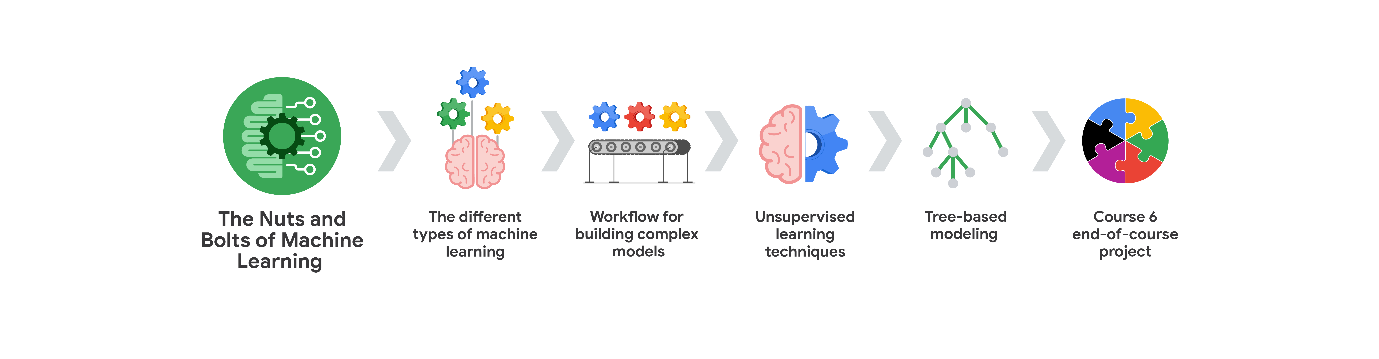 The Nuts and
Bolts of Machine
Learning
The different
types of machine
learning
Workflow for
building complex
models
Unsupervised
learning
techniques
Tree-based
modeling
Course 6
end-of-course
project